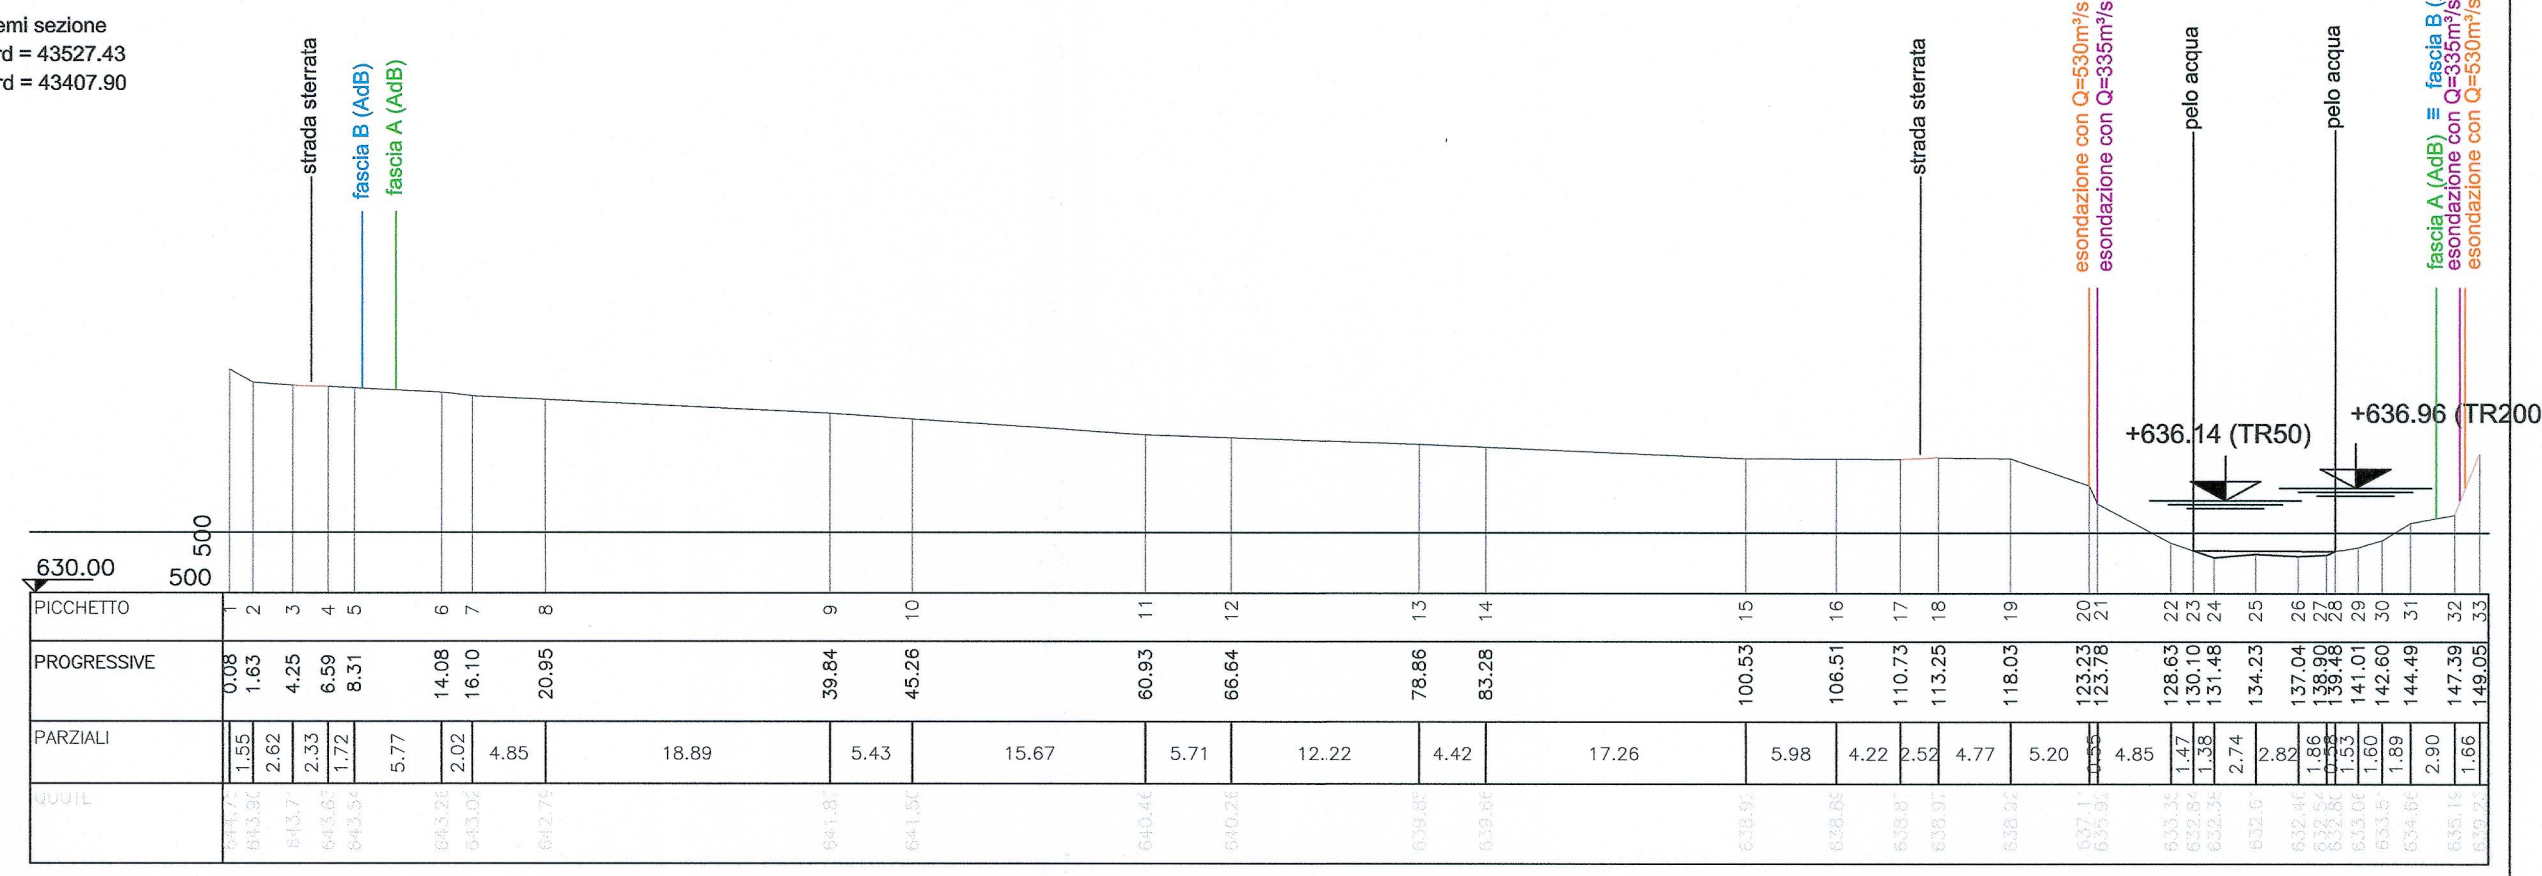 emi sezione
rd = 43527.43
rd = 43407.90
strada sterrata
fascia B (AdB)
fascia A (AdB)
strada sterrata
esondazione con Q=530m³/s
esondazione con Q=335m³/s
pelo acqua
pelo acqua
fascia A (AdB) ≡ fascia B (
esondazione con Q=335m³/s
esondazione con Q=530m³/s
+636.14 (TR50)
+636.96 (TR200
500
500
630.00
PICCHETTO 1 2 3 4 5 6 7 8 9 10 11 12 13 14 15 16 17 18 19 20 21 22 23 24 25 26 27 28 29 30 31 32 33
PROGRESSIVE 0.08 1.63 4.25 6.59 8.31 14.08 16.10 20.95 39.84 45.26 60.93 66.64 78.86 83.28 100.53 106.51 110.73 113.25 118.03 123.23 123.78 128.63 130.10 131.48 134.23 137.04 138.90 139.48 141.01 142.60 144.49 147.39 149.05
PARZIALI 1.55 2.62 2.33 1.72 5.77 2.02 4.85 18.89 5.43 15.67 5.71 12.22 4.42 17.26 5.98 4.22 2.52 4.77 5.20 0.55 4.85 1.47 1.38 2.74 2.82 1.86 0.58 1.53 1.60 1.89 2.90 1.66
QUOTE